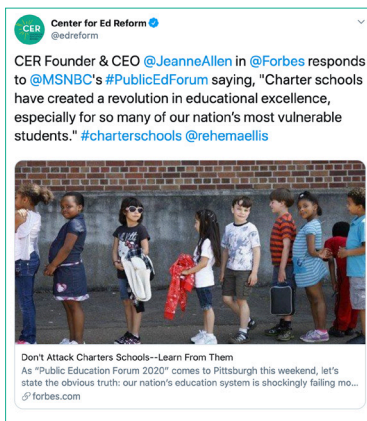 CER
Center for Ed Reform
@edreform
CER Founder & CEO @JeanneAllen in @Forbes responds
to @MSNBC's #PublicEdForum saying, "Charter schools
have created a revolution in educational excellence,
especially for so many of our nation's most vulnerable
students." #charterschools @rehemaellis
Don't Attack Charters Schools--Learn From Them
As “Public Education Forum 2020” comes to Pittsburgh this weekend, let's
state the obvious truth: our nation's education system is shockingly failing mo...
forbes.com